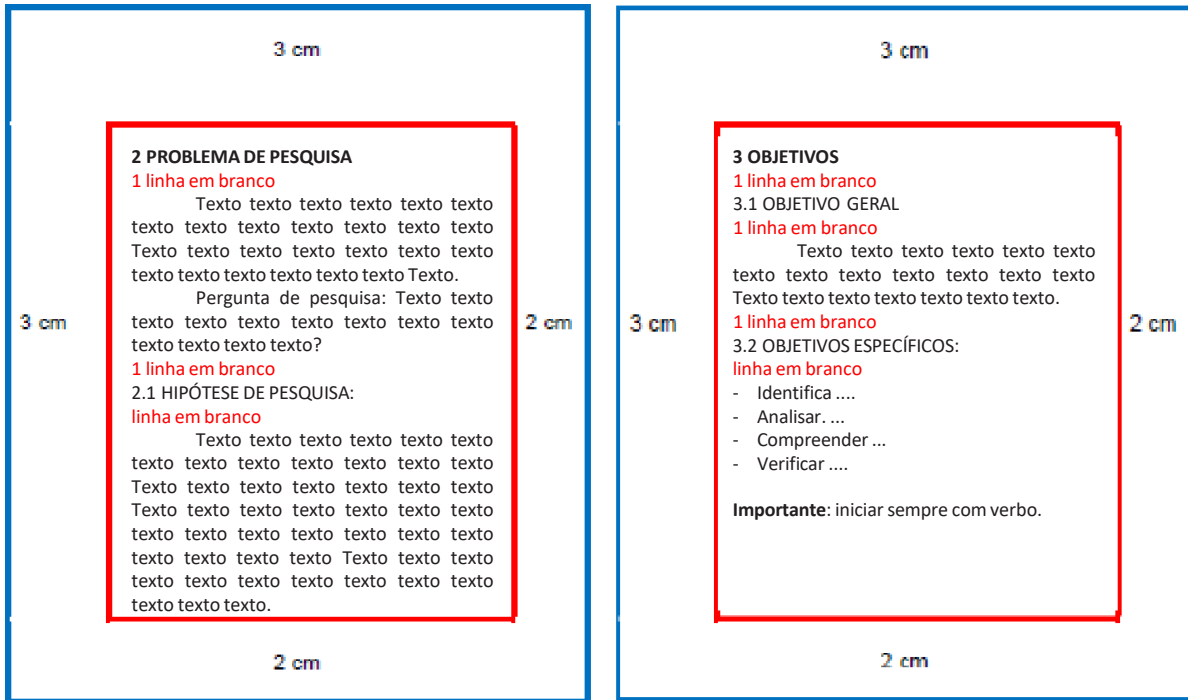 3 cm
2 PROBLEMA DE PESQUISA
1 linha em branco
Texto texto texto texto texto texto
texto texto texto texto texto texto texto
Texto texto texto texto texto texto texto
texto texto texto texto texto texto Texto.
Pergunta de pesquisa: Texto texto
texto texto texto texto texto texto texto
texto texto texto texto?
1 linha em branco
2.1 HIPÓTESE DE PESQUISA:
linha em branco
Texto texto texto texto texto texto
texto texto texto texto texto texto texto
Texto texto texto texto texto texto texto
Texto texto texto texto texto texto texto
texto texto texto texto texto texto texto
texto texto texto texto Texto texto texto
texto texto texto texto texto texto texto
texto texto texto.
3 cm
2 cm
2 cm
3 cm
3 OBJETIVOS
1 linha em branco
3.1 OBJETIVO GERAL
1 linha em branco
Texto texto texto texto texto texto
texto texto texto texto texto texto texto
Texto texto texto texto texto texto texto.
1 linha em branco
3.2 OBJETIVOS ESPECÍFICOS:
linha em branco
- Identifica ....
- Analisar. ...
- Compreender ...
- Verificar ....
Importante: iniciar sempre com verbo.
3 cm
2 cm
2 cm